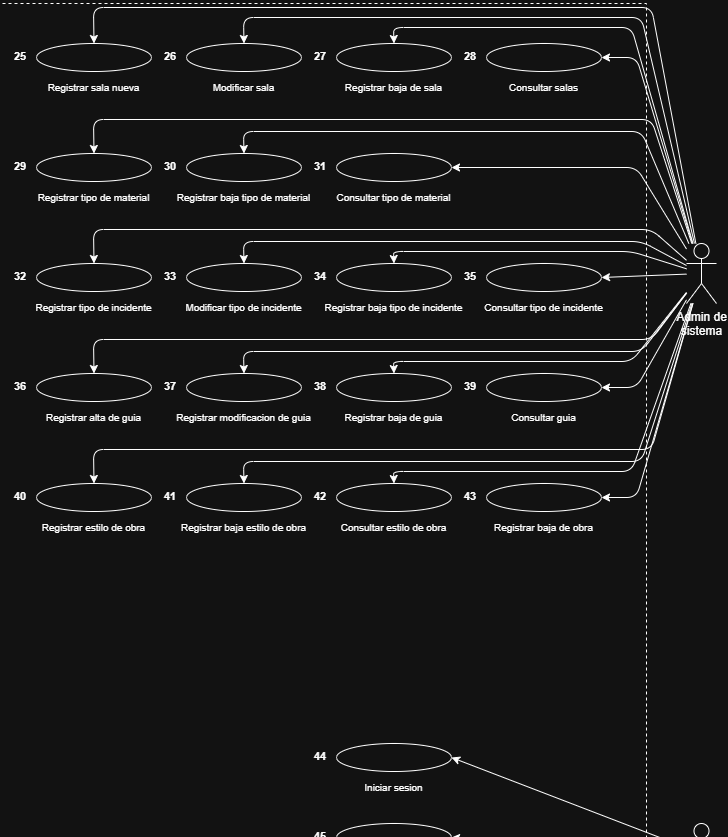 25 26 27 28
Registrar sala nueva Modificar sala Registrar baja de sala Consultar salas
29 30 31
Registrar tipo de material Registrar baja tipo de material Consultar tipo de material
32 33 34 35
Registrar tipo de incidente Modificar tipo de incidente Registrar baja tipo de incidente Consultar tipo de incidente
Admin de
sistema
36 37 38 39
Registrar alta de guia Registrar modificacion de guia Registrar baja de guia Consultar guia
40 41 42 43
Registrar estilo de obra Registrar baja estilo de obra Consultar estilo de obra Registrar baja de obra
44
Iniciar sesion
45